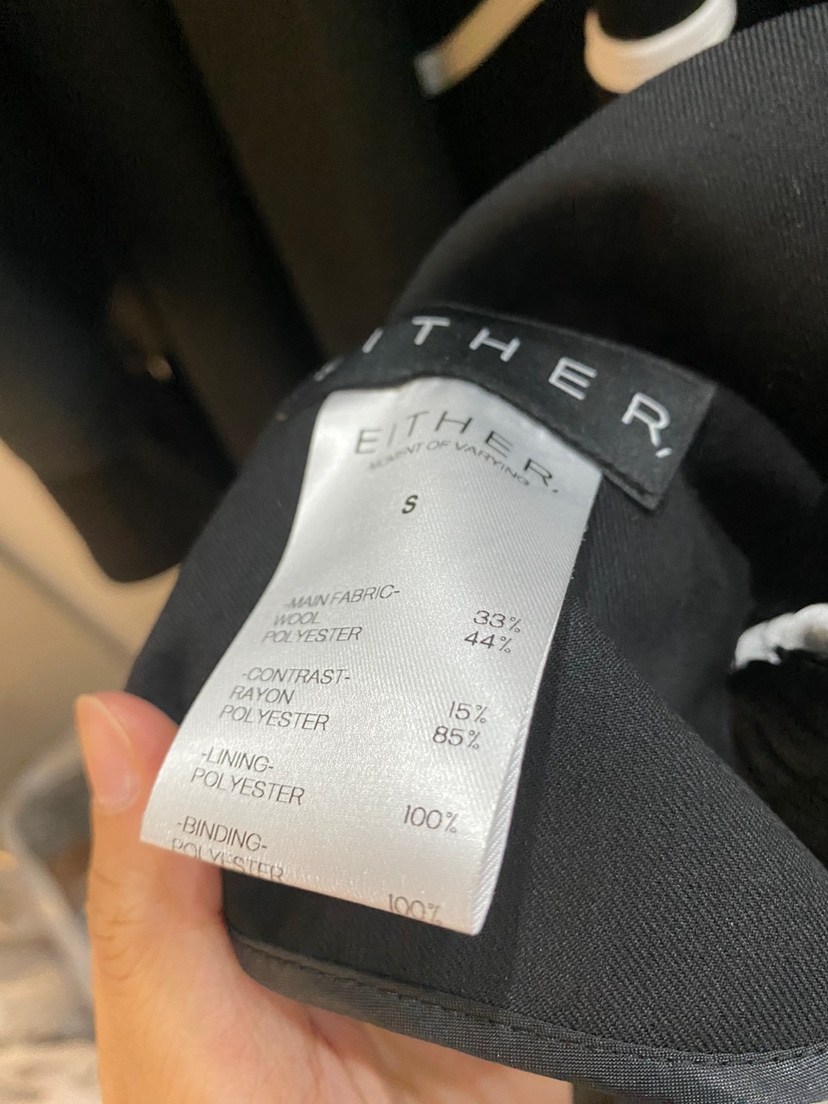 ITHER,
EITHER,
MOMENT OF VARYING
S
-MAIN FABRIC-
WOOL 33%
POLYESTER 44%
-CONTRAST-
RAYON 15%
POLYESTER 85%
-LINING-
POLYESTER 100%
-BINDING-
POLYESTER 100%